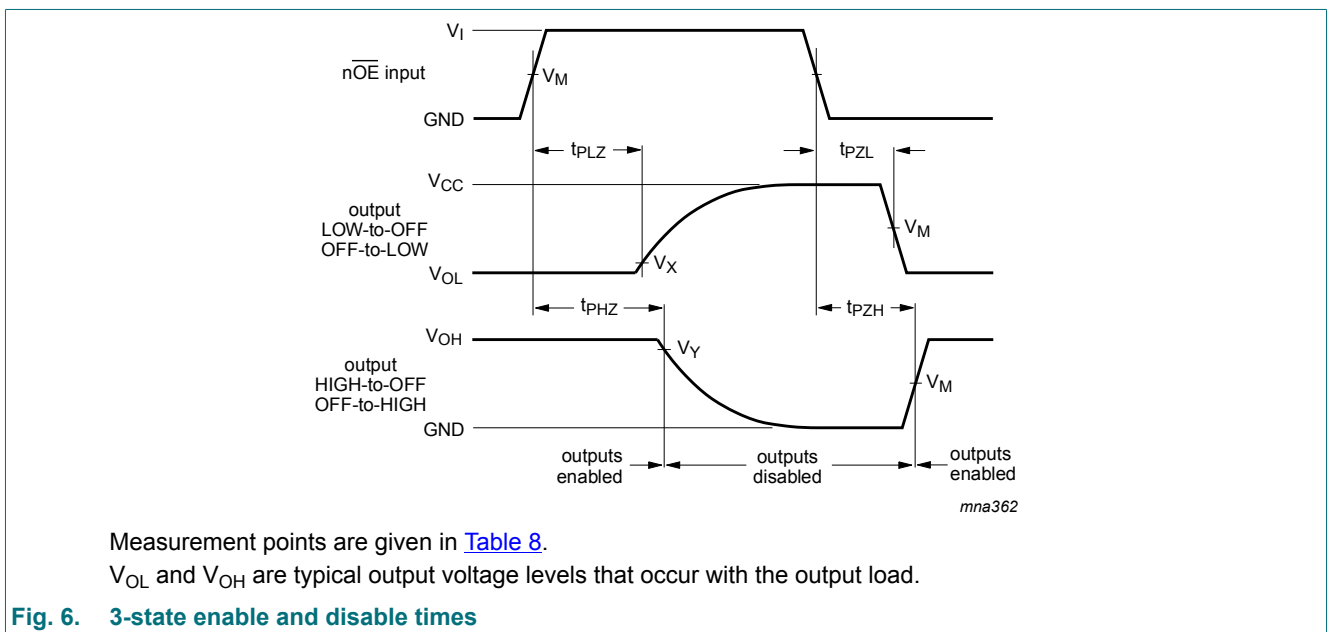 VI
nOE input
VM
GND
tPLZ
tPZL
VCC
output
LOW-to-OFF
OFF-to-LOW
VM
VX
VOL
tPHZ
tPZH
VOH
VY
output
HIGH-to-OFF
OFF-to-HIGH
VM
GND
outputs
enabled
outputs
disabled
outputs
enabled
mna362
Measurement points are given in Table 8.
VOL and VOH are typical output voltage levels that occur with the output load.
Fig. 6. 3-state enable and disable times